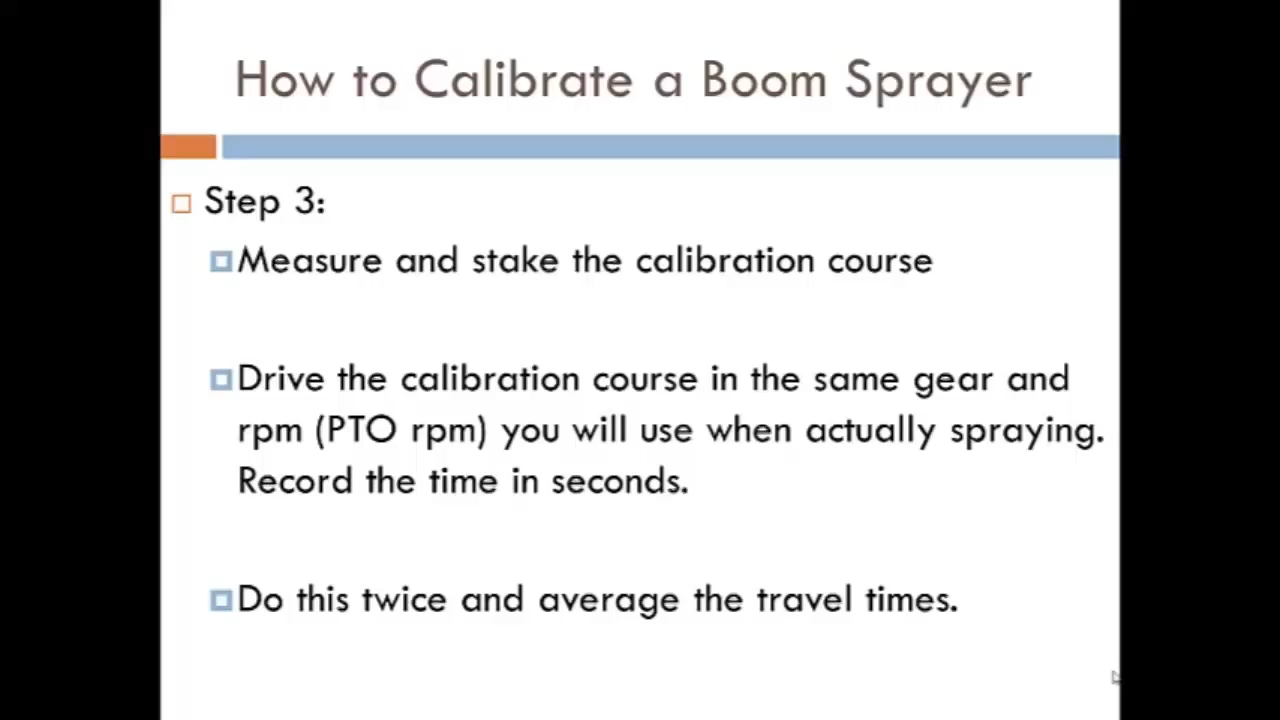 How to Calibrate a Boom Sprayer
Step 3:
Measure and stake the calibration course
Drive the calibration course in the same gear and
rpm (PTO rpm) you will use when actually spraying.
Record the time in seconds.
Do this twice and average the travel times.